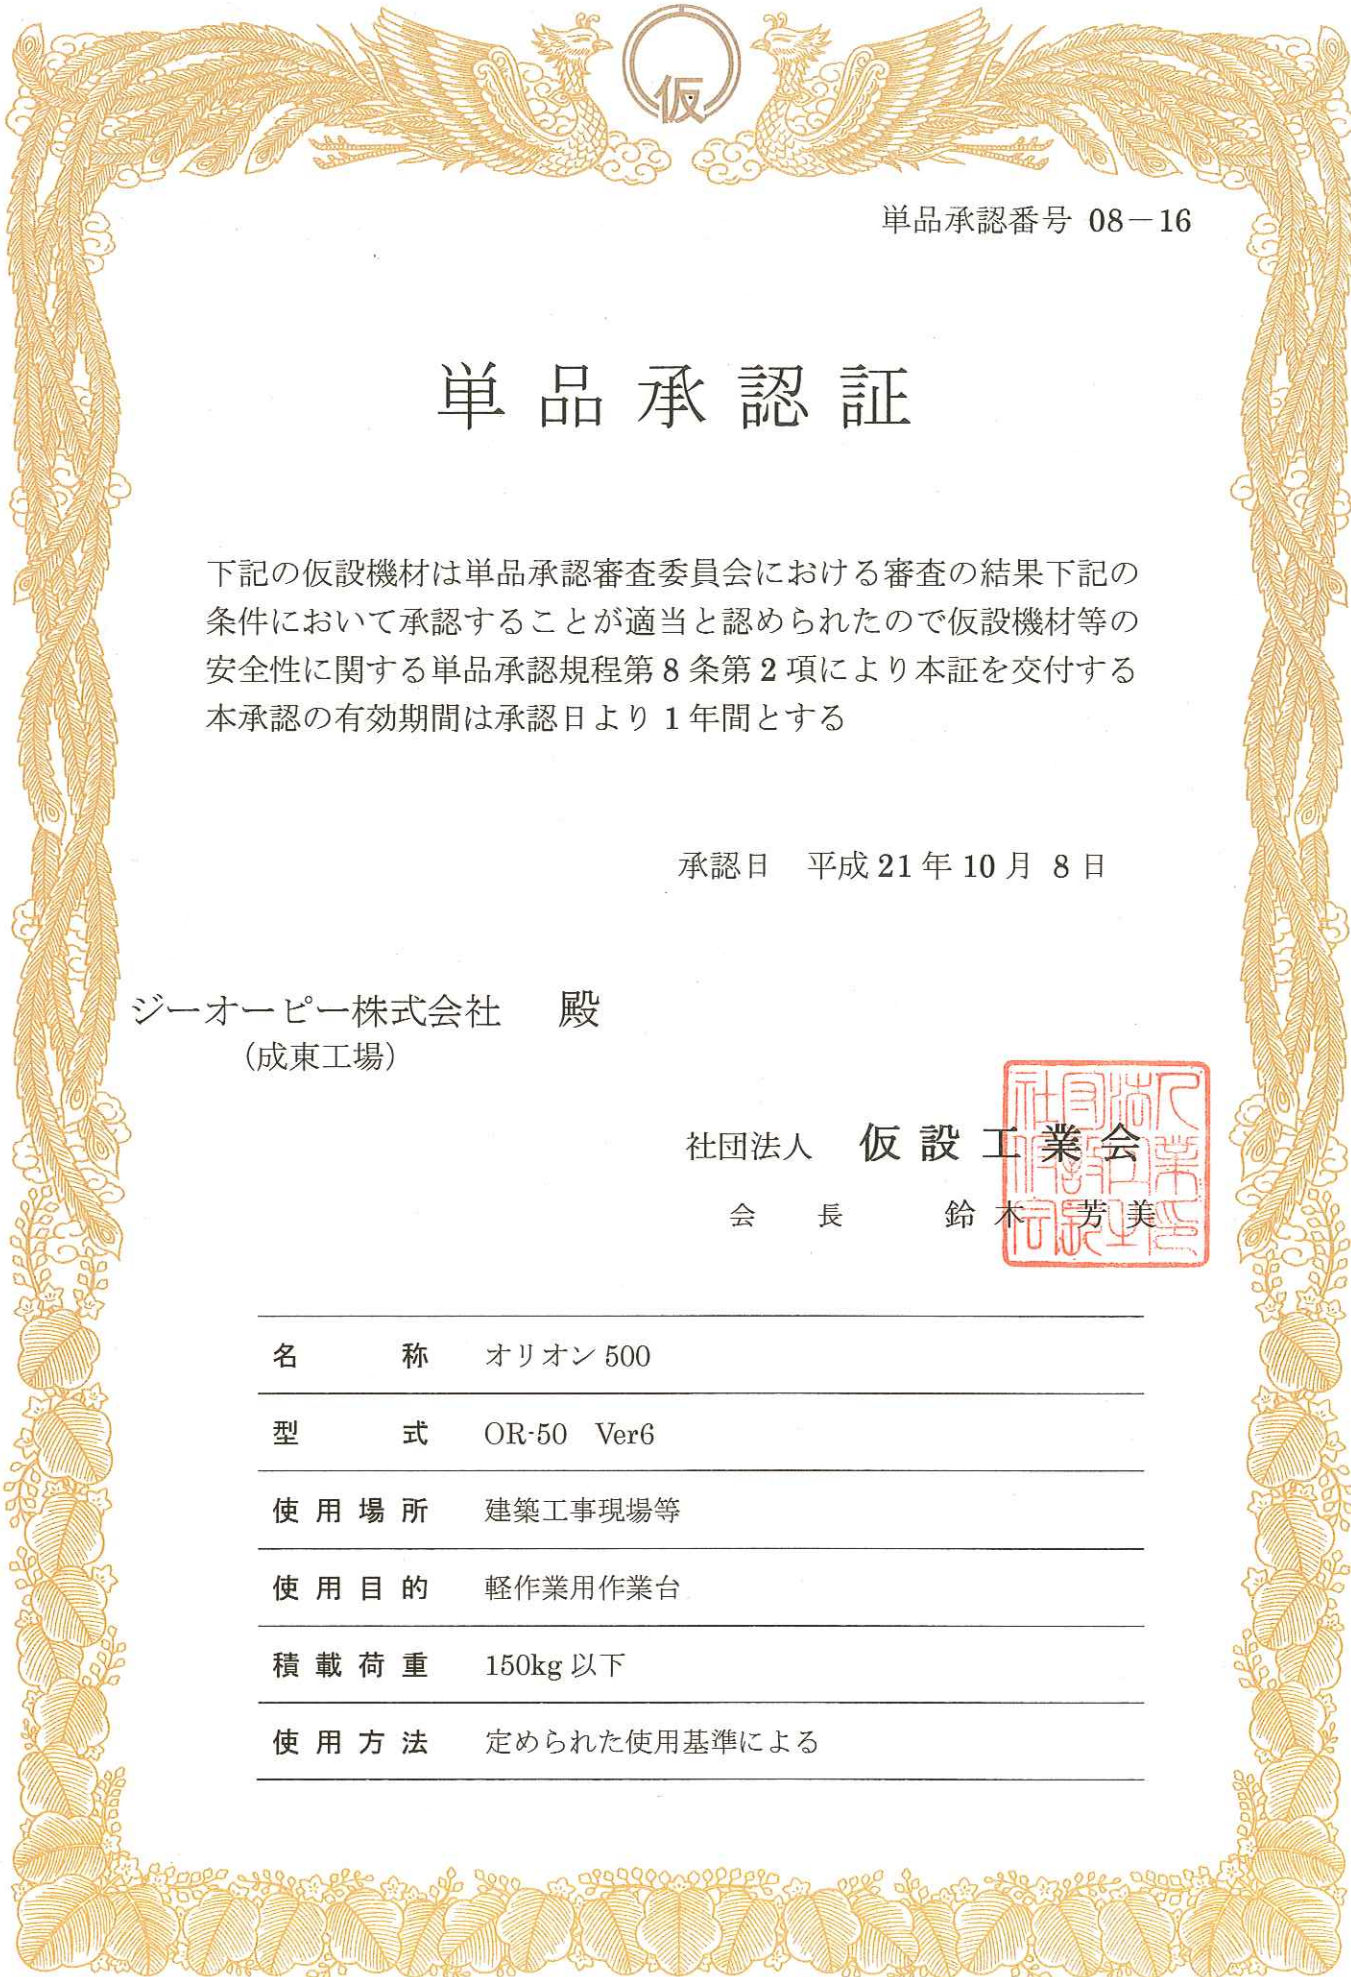 仮
単品承認番号 08－16
単品承認証
下記の仮設機材は単品承認審査委員会における審査の結果下記の
条件において承認することが適当と認められたので仮設機材等の
安全性に関する単品承認規程第8条第2項により本証を交付する
本承認の有効期間は承認日より1年間とする
承認日　平成21年10月 8日
ジーオーピー株式会社　殿
（成東工場）
社団法人　仮設工業会
会　長　鈴木　芳美
名称　オリオン500
型式　OR-50　Ver6
使用場所　建築工事現場等
使用目的　軽作業用作業台
積載荷重　150kg以下
使用方法　定められた使用基準による